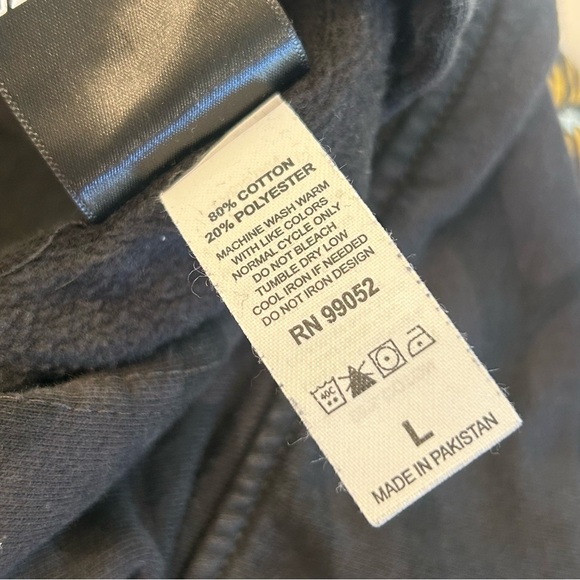 80% COTTON
20% POLYESTER
MACHINE WASH WARM
WITH LIKE COLORS
NORMAL CYCLE ONLY
DO NOT BLEACH
TUMBLE DRY LOW
COOL IRON IF NEEDED
DO NOT IRON DESIGN
RN 99052
40C
L
MADE IN PAKISTAN